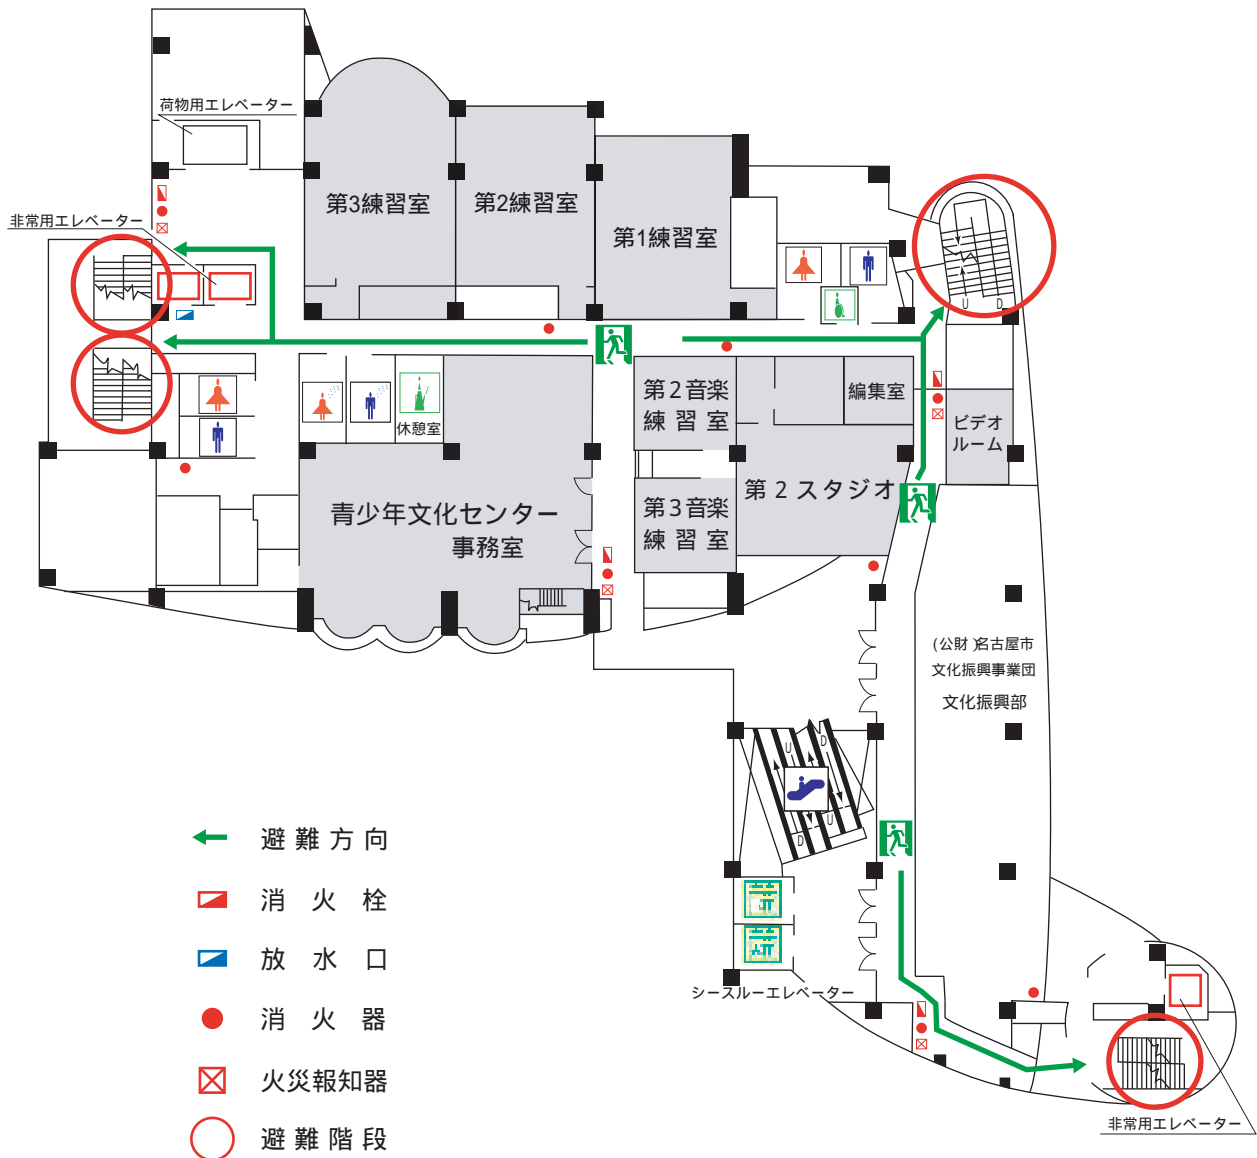 荷物用エレベーター
非常用エレベーター
第3練習室
第2練習室
第1練習室
U
D
第2音楽
練習室
編集室
ビデオ
ルーム
休憩室
第2スタジオ
第3音楽
練習室
青少年文化センター
事務室
(公財)名古屋市
文化振興事業団
文化振興部
U
D
U
D
シースルーエレベーター
非常用エレベーター
避難方向
消火栓
放水口
消火器
火災報知器
避難階段